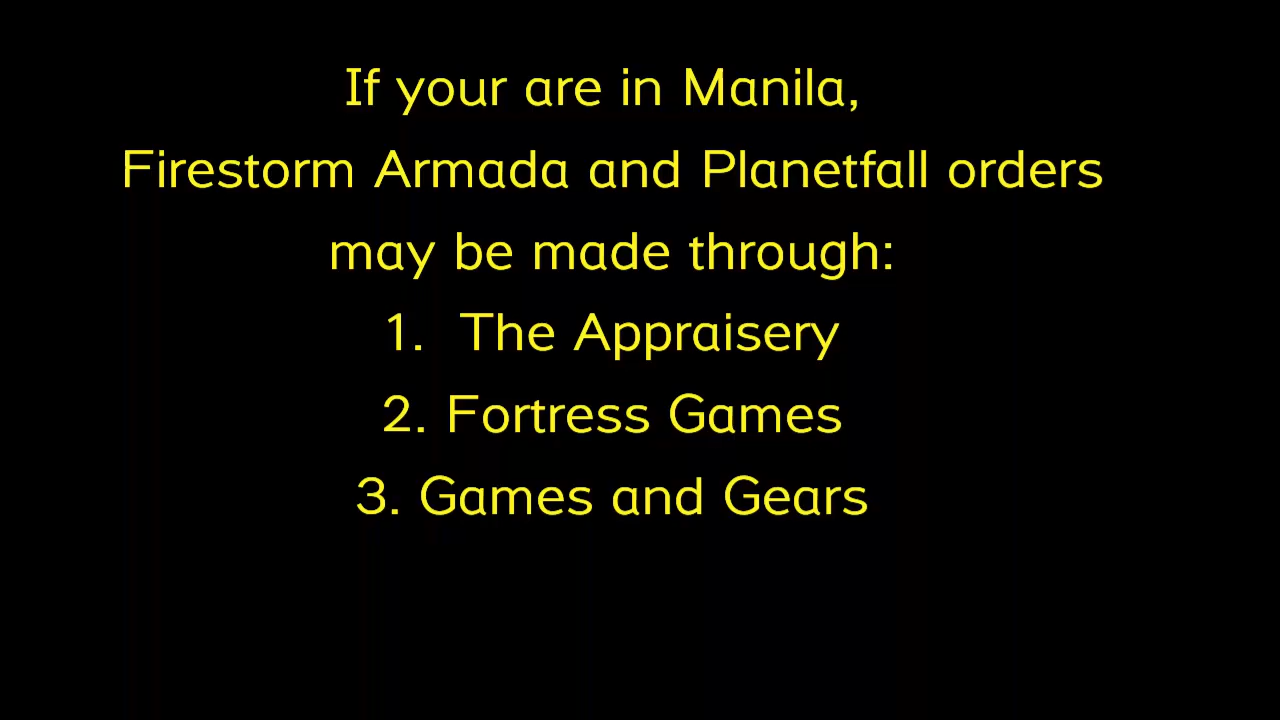 If your are in Manila,
Firestorm Armada and Planetfall orders
may be made through:
1. The Appraisery
2. Fortress Games
3. Games and Gears